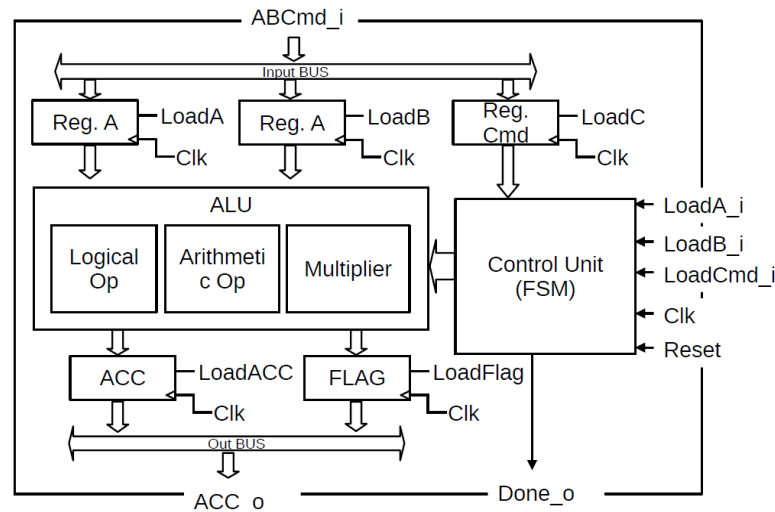 ABCmd_i
Input BUS
Reg. A
LoadA
Clk
Reg. A
LoadB
Clk
Reg.
Cmd
LoadC
Clk
ALU
Logical
Op
Arithmeti
c Op
Multiplier
Control Unit
(FSM)
LoadA_i
LoadB_i
LoadCmd_i
Clk
Reset
ACC
LoadACC
Clk
FLAG
LoadFlag
Clk
Out BUS
ACC_o
Done_o